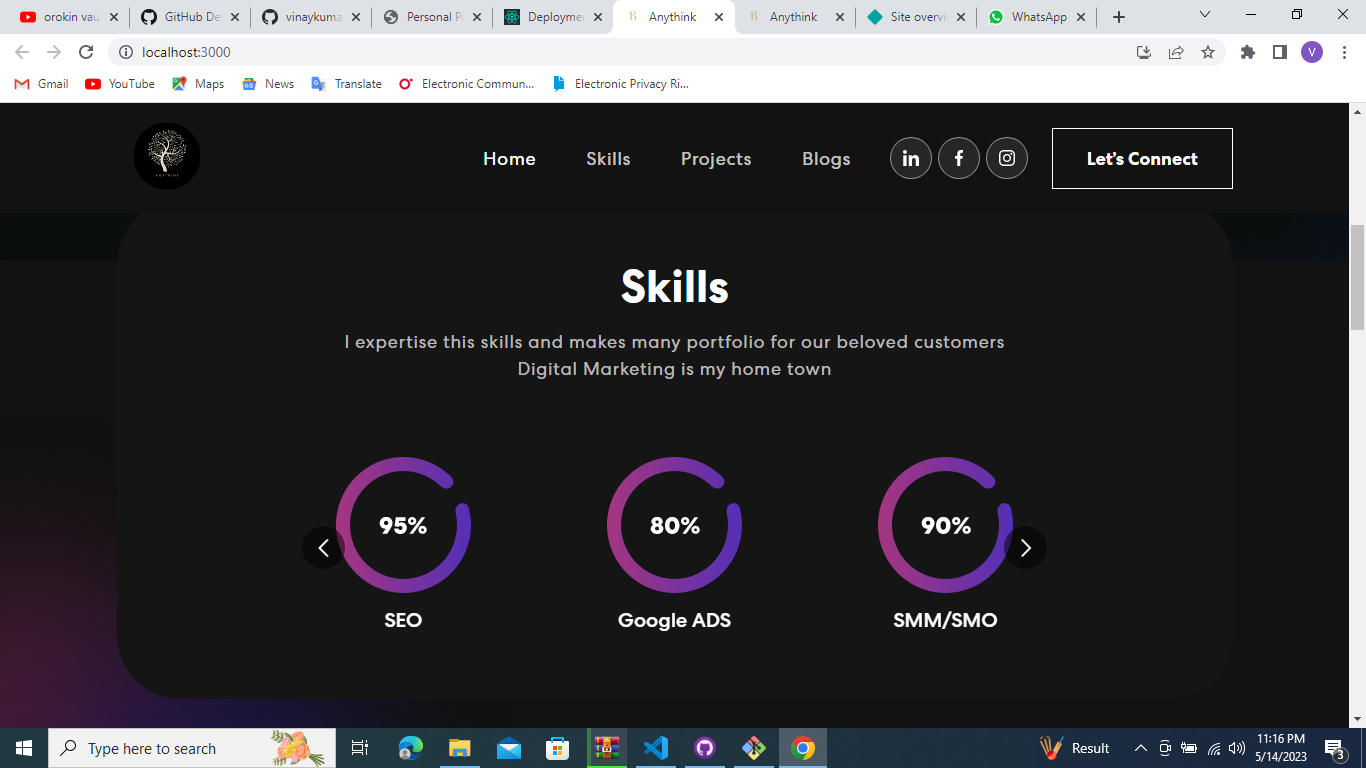 orokin vau
GitHub De
vinaykuma
Personal P
Deployme
Anythink
Anythink
Site overvi
WhatsApp
localhost:3000
V
Gmail
YouTube
Maps
News
Translate
Electronic Commun...
Electronic Privacy Ri...
Home
Skills
Projects
Blogs
Let's Connect
Skills
I expertise this skills and makes many portfolio for our beloved customers
Digital Marketing is my home town
95%
80%
90%
SEO
Google ADS
SMM/SMO
Type here to search
Result
11:16 PM
5/14/2023
3